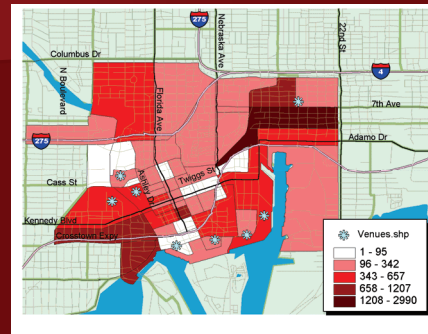 275
Nebraska Ave
22nd St
Columbus Dr
4
N Boulevard
Florida Ave
7th Ave
275
Adamo Dr
Twiggs St
Cass St
Ashley Dr
Kennedy Blvd
Crosstown Expy
Venues.shp
1 - 95
96 - 342
343 - 657
658 - 1207
1208 - 2990